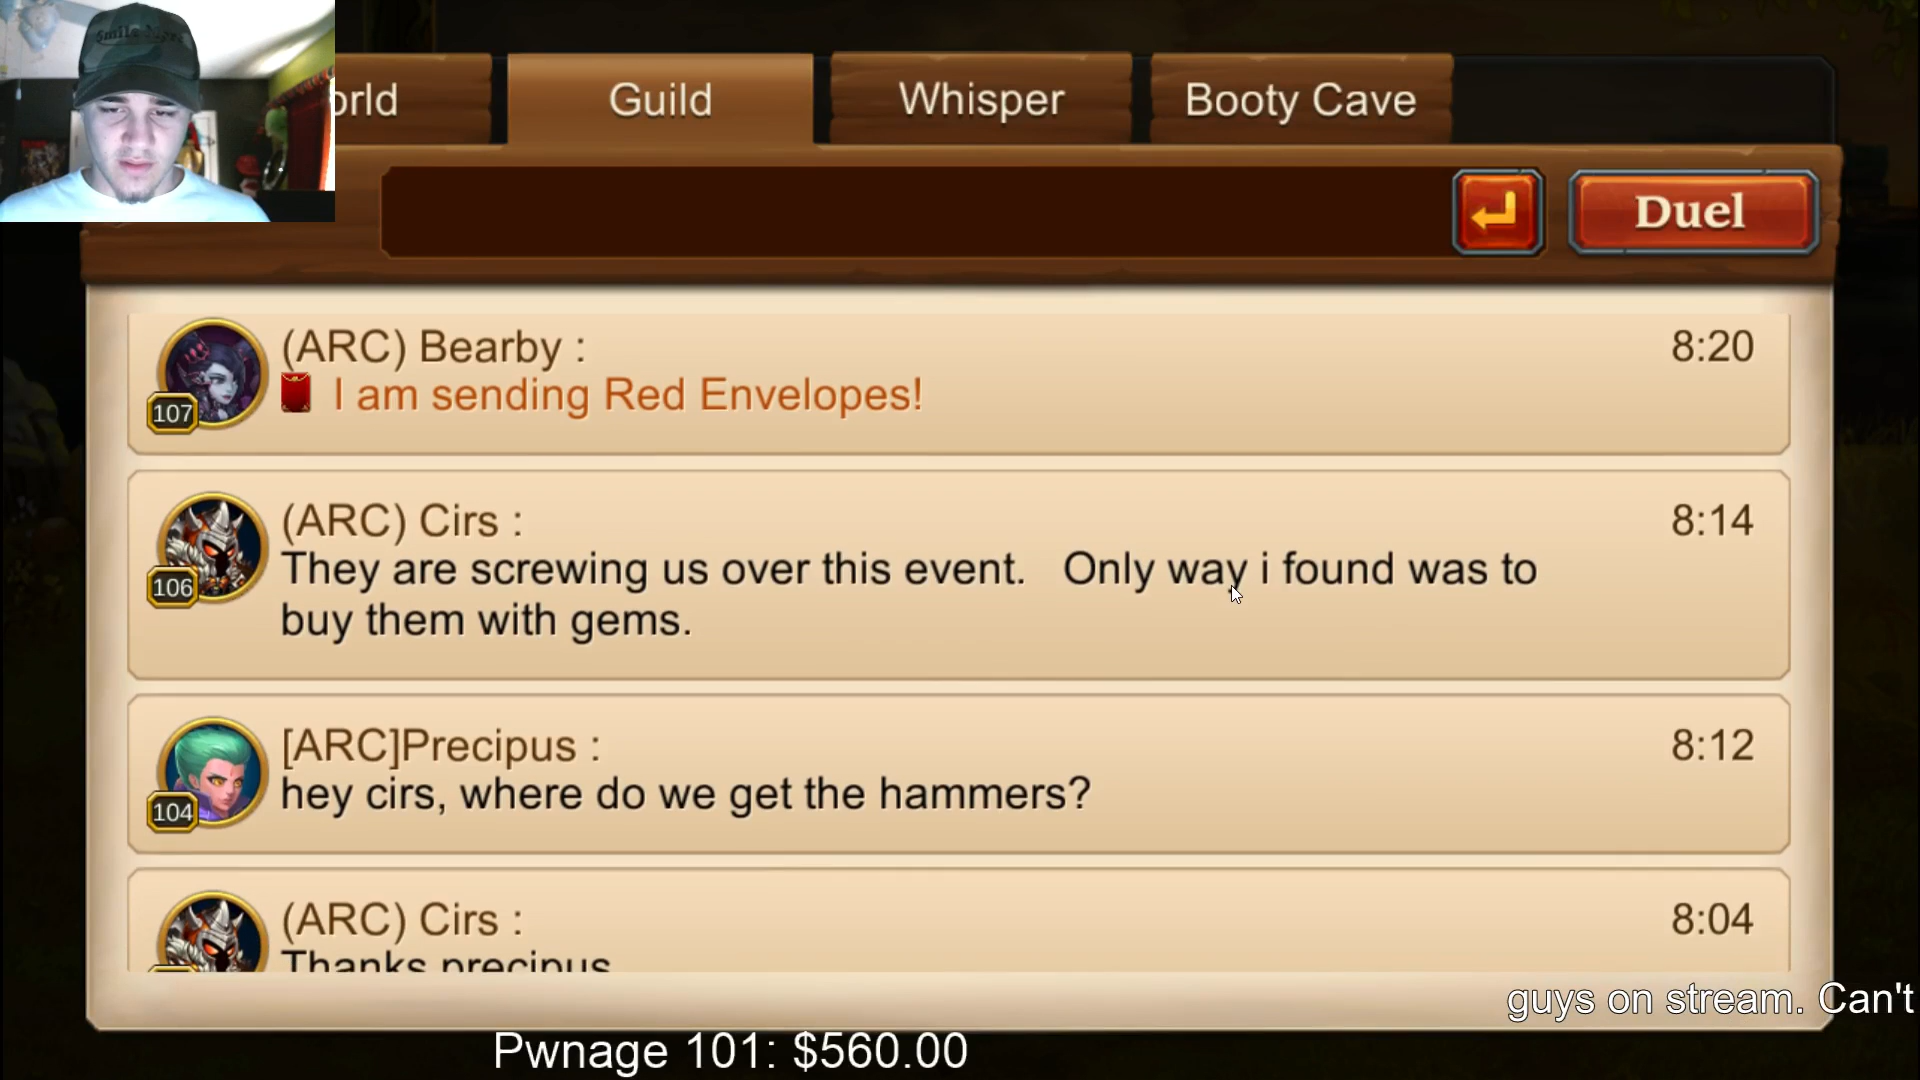 orld
Guild
Whisper
Booty Cave
Duel
(ARC) Bearby :
8:20
I am sending Red Envelopes!
107
(ARC) Cirs :
8:14
They are screwing us over this event. Only way i found was to
buy them with gems.
106
[ARC]Precipus :
8:12
hey cirs, where do we get the hammers?
104
(ARC) Cirs :
8:04
Thanks precipus
guys on stream. Can't
Pwnage 101: $560.00